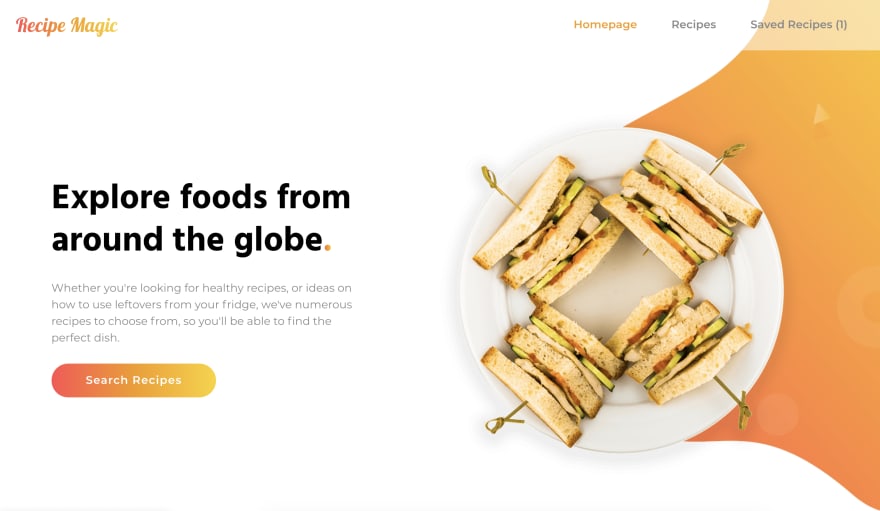 Recipe Magic
Homepage Recipes Saved Recipes (1)
Explore foods from
around the globe.
Whether you're looking for healthy recipes, or ideas on
how to use leftovers from your fridge, we've numerous
recipes to choose from, so you'll be able to find the
perfect dish.
Search Recipes